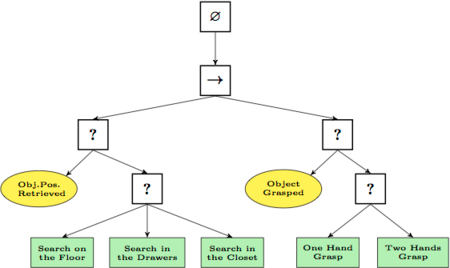 ∅
→
?
?
Obj.Pos.
Retrieved
?
Object
Grasped
?
Search on
the Floor
Search in
the Drawers
Search in
the Closet
One Hand
Grasp
Two Hands
Grasp